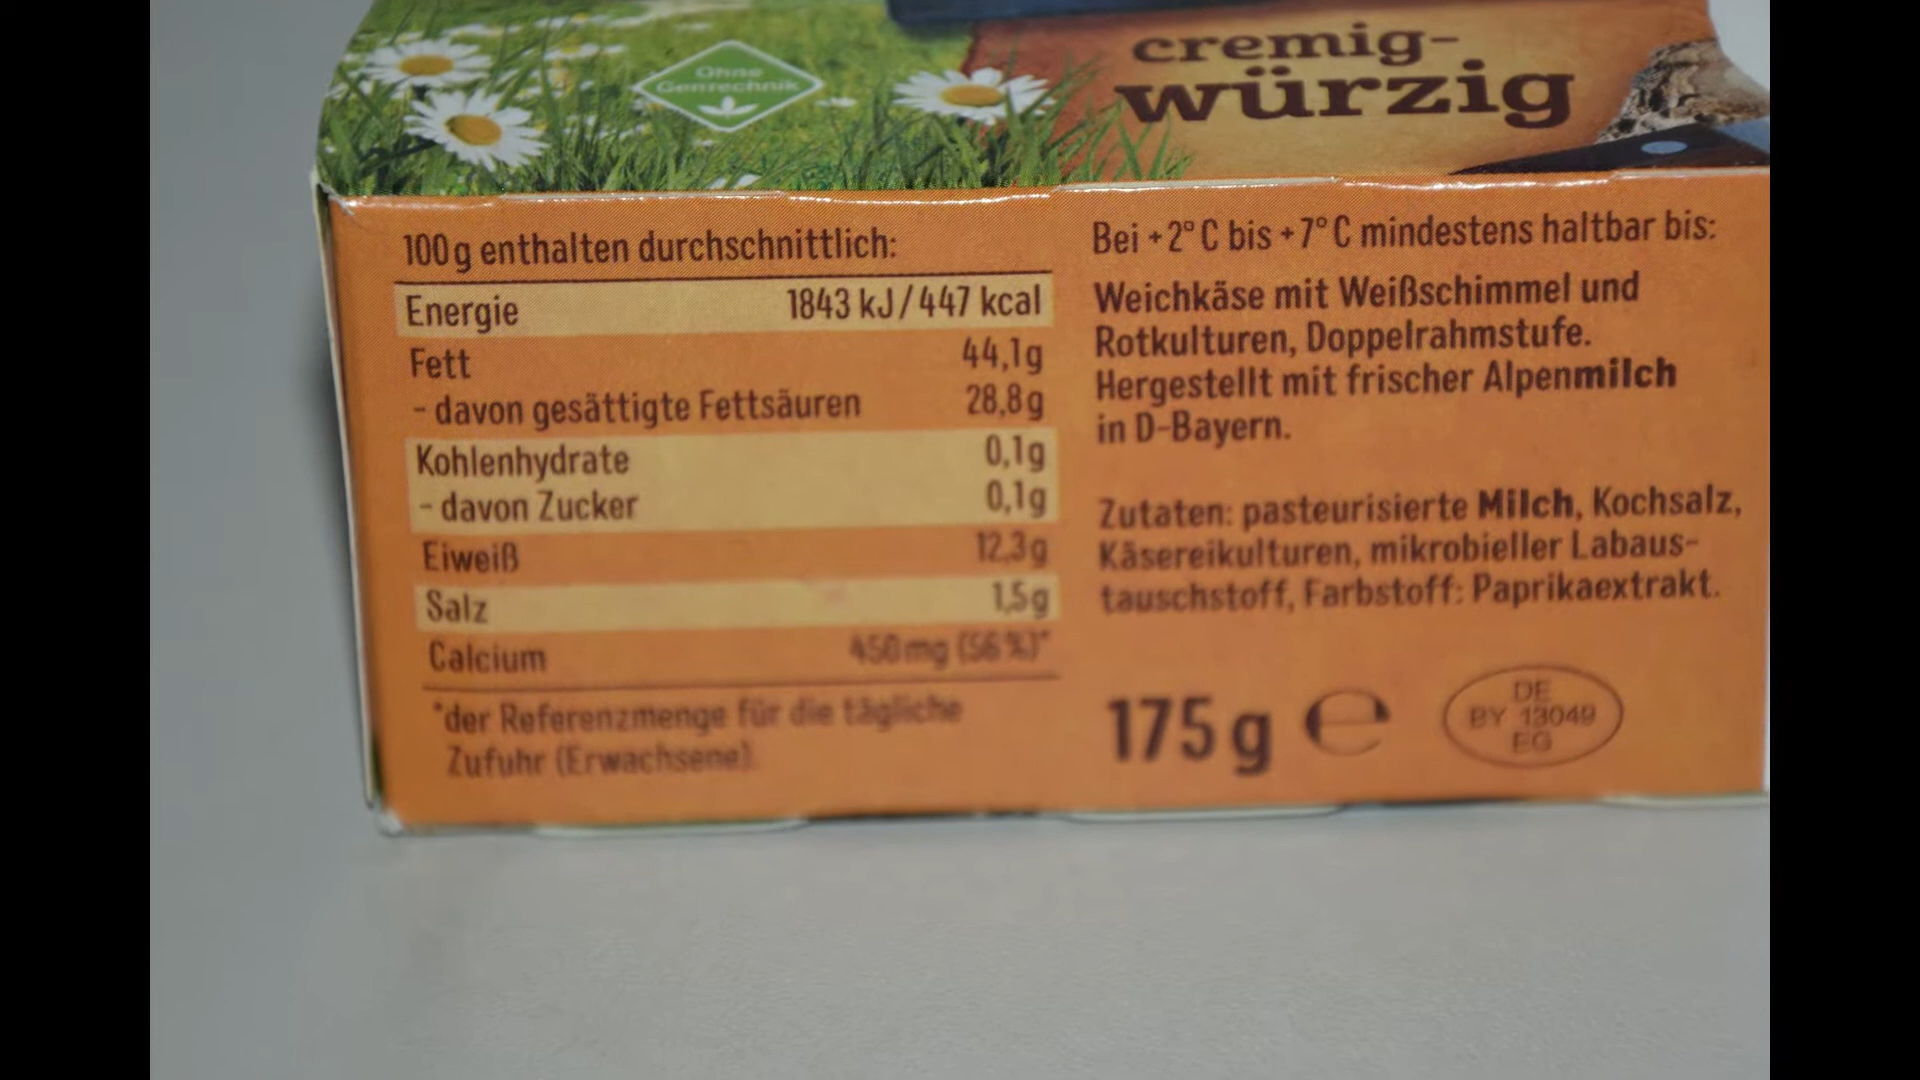 Ohne
Gentechnik
cremig-
würzig
100 g enthalten durchschnittlich:
Energie 1843 kJ/447 kcal
Fett 44,1g
- davon gesättigte Fettsäuren 28,8g
Kohlenhydrate 0,1g
- davon Zucker 0,1g
Eiweiß 12,3g
Salz 1,5g
Calcium 450mg (56%)*
*der Referenzmenge für die tägliche
Zufuhr (Erwachsene)
Bei +2°C bis +7°C mindestens haltbar bis:
Weichkäse mit Weißschimmel und
Rotkulturen, Doppelrahmstufe.
Hergestellt mit frischer Alpenmilch
in D-Bayern.
Zutaten: pasteurisierte Milch, Kochsalz,
Käsereikulturen, mikrobieller Labaus-
tauschstoff, Farbstoff: Paprikaextrakt.
175g e
DE
BY 13049
EG